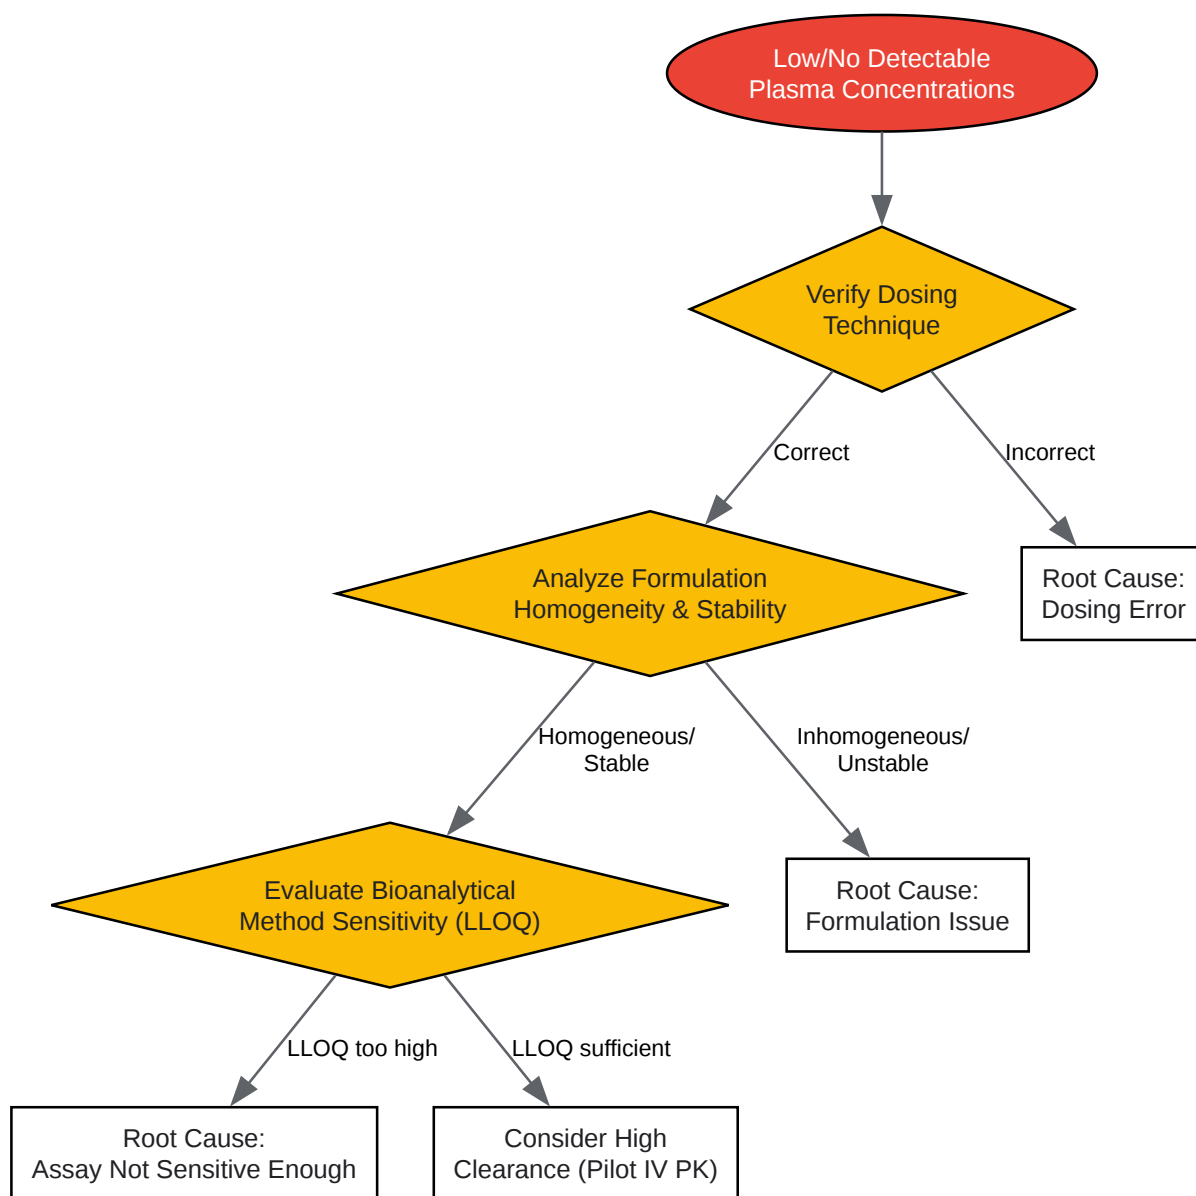 Low/No Detectable
Plasma Concentrations
Verify Dosing
Technique
Correct
Incorrect
Analyze Formulation
Homogeneity & Stability
Root Cause:
Dosing Error
Homogeneous/
Stable
Inhomogeneous/
Unstable
Evaluate Bioanalytical
Method Sensitivity (LLOQ)
Root Cause:
Formulation Issue
LLOQ too high
LLOQ sufficient
Root Cause:
Assay Not Sensitive Enough
Consider High
Clearance (Pilot IV PK)